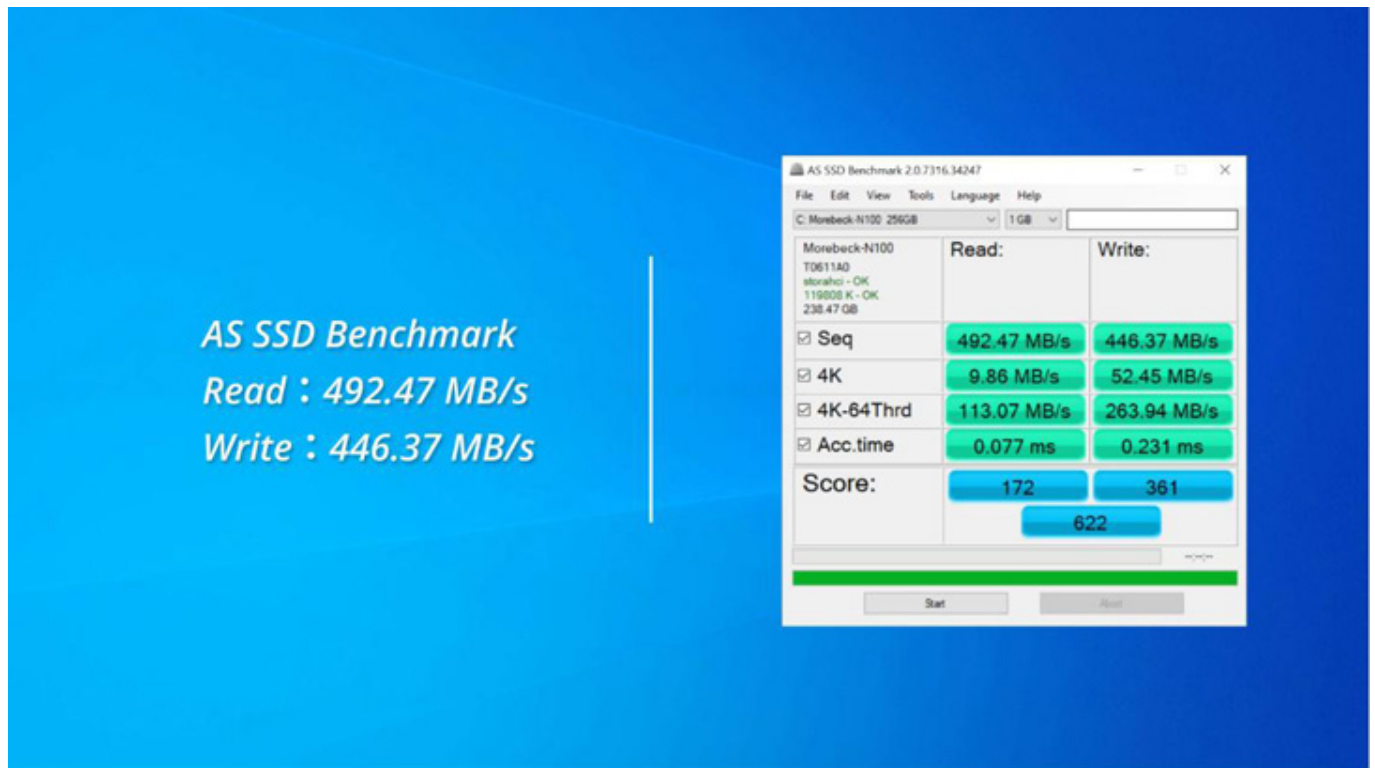 AS SSD Benchmark
Read：492.47 MB/s
Write：446.37 MB/s
AS SSD Benchmark 2.0.7316.34247
File Edit View Tools Language Help
C: Morebeck-N100 256GB 1 GB
Morebeck-N100
T0611A0
storahci - OK
119808 K - OK
238.47 GB
Read: Write:
Seq 492.47 MB/s 446.37 MB/s
4K 9.86 MB/s 52.45 MB/s
4K-64Thrd 113.07 MB/s 263.94 MB/s
Acc.time 0.077 ms 0.231 ms
Score: 172 361
622
--:--:--
Start Abort